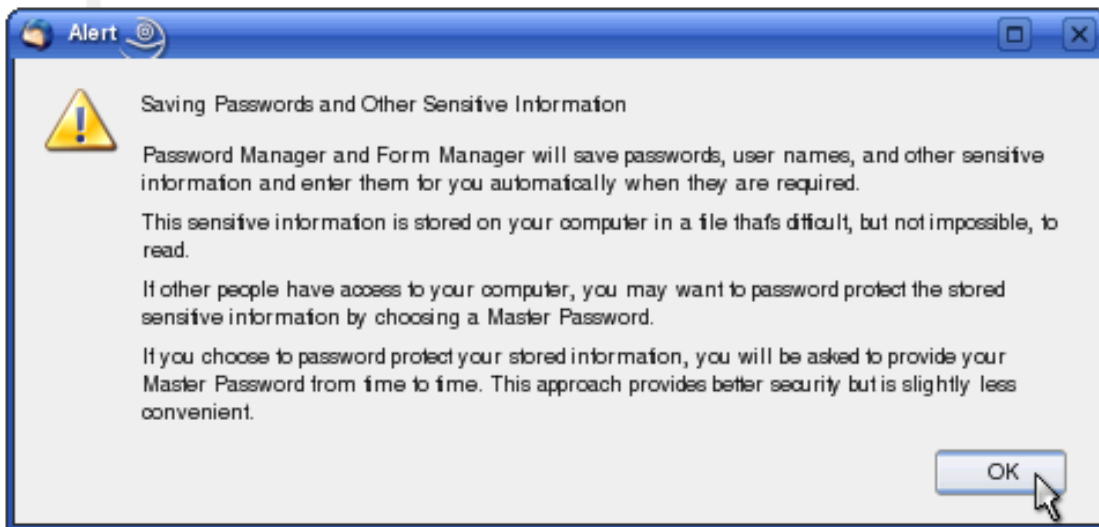 Alert
Saving Passwords and Other Sensitive Information
Password Manager and Form Manager will save passwords, user names, and other sensitive
information and enter them for you automatically when they are required.
This sensitive information is stored on your computer in a file that's difficult, but not impossible, to
read.
If other people have access to your computer, you may want to password protect the stored
sensitive information by choosing a Master Password.
If you choose to password protect your stored information, you will be asked to provide your
Master Password from time to time. This approach provides better security but is slightly less
convenient.
OK